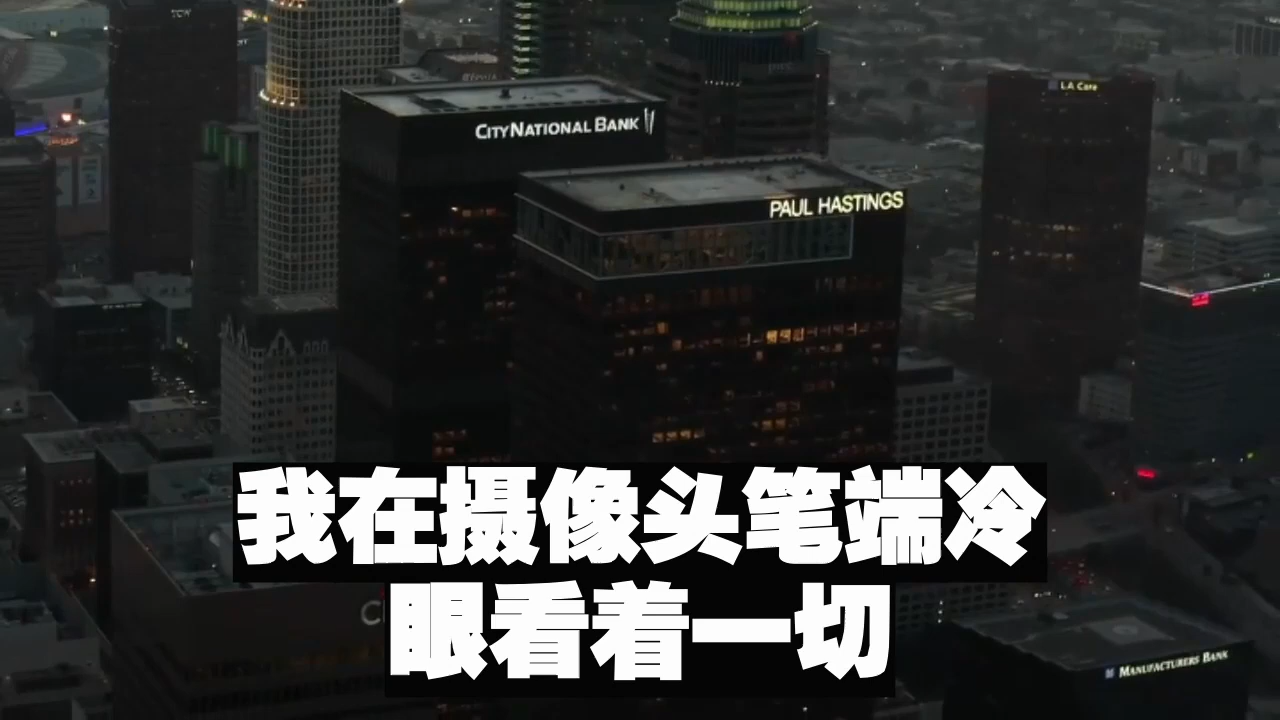 TCW
CITY NATIONAL BANK
L.A. Care
PAUL HASTINGS
我在摄像头笔端冷
眼看着一切
MANUFACTURERS BANK